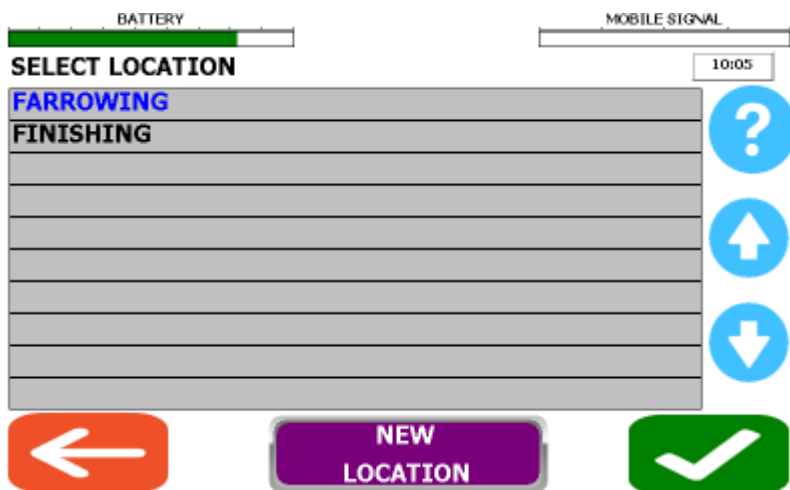 BATTERY
MOBILE SIGNAL
SELECT LOCATION
10:05
FARROWING
FINISHING
?
NEW
LOCATION